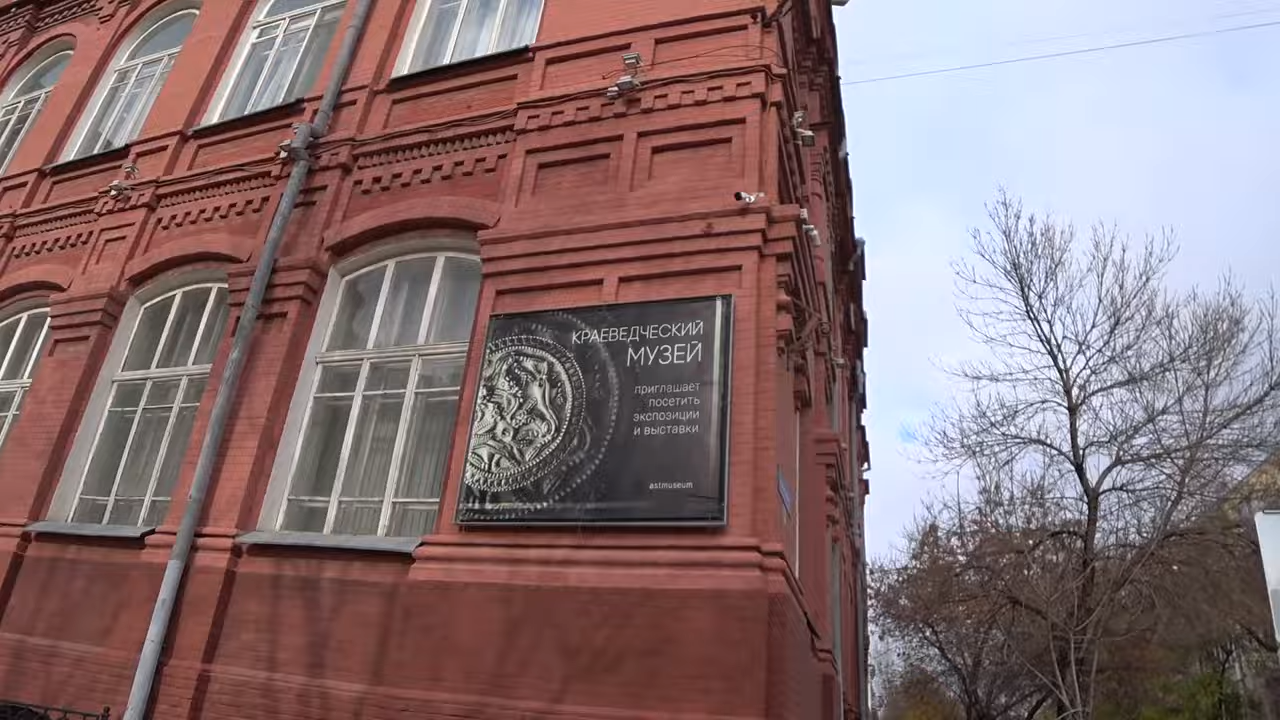 КРАЕВЕДЧЕСКИЙ
МУЗЕЙ
приглашает
посетить
экспозиции
и выставки
astmuseum